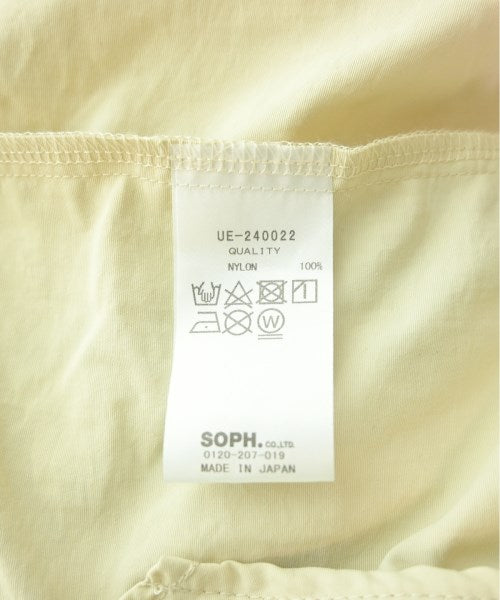 UE-240022
QUALITY
NYLON 100%
W
SOPH.CO.,LTD.
0120-207-019
MADE IN JAPAN